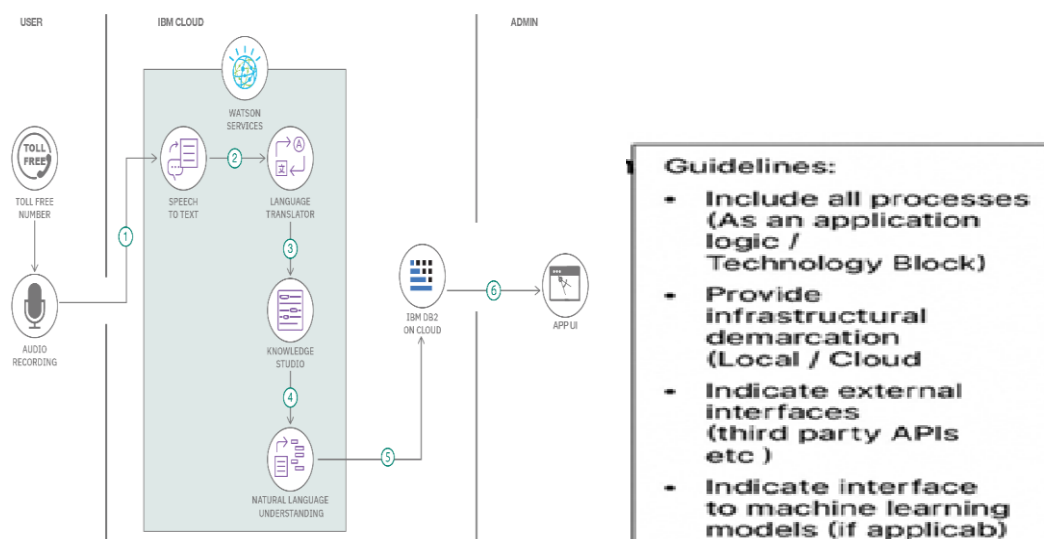 USER
IBM CLOUD
ADMIN
WATSON
SERVICES
TOLL
FREE
TOLL FREE
NUMBER
A
文
2
SPEECH
TO TEXT
LANGUAGE
TRANSLATOR
1
3
AUDIO
RECORDING
KNOWLEDGE
STUDIO
IBM DB2
ON CLOUD
6
APP UI
4
5
NATURAL LANGUAGE
UNDERSTANDING
Guidelines:
• Include all processes
(As an application
logic /
Technology Block)
• Provide
infrastructural
demarcation
(Local / Cloud
• Indicate external
interfaces
(third party APIs
etc )
• Indicate interface
to machine learning
models (if applicab)